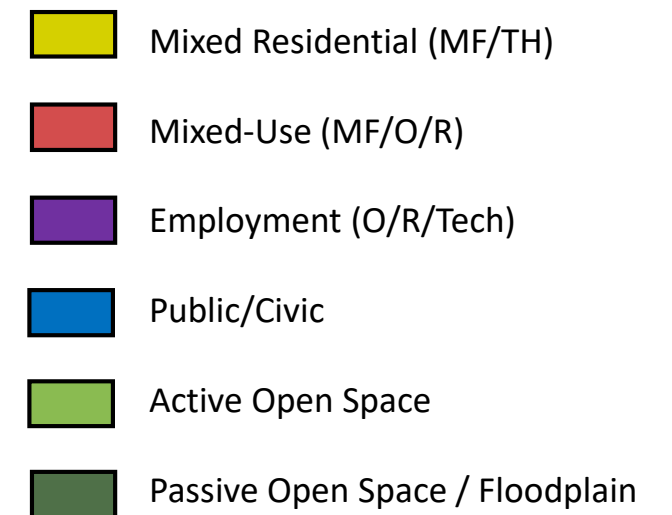 Mixed Residential (MF/TH)
Mixed-Use (MF/O/R)
Employment (O/R/Tech)
Public/Civic
Active Open Space
Passive Open Space / Floodplain